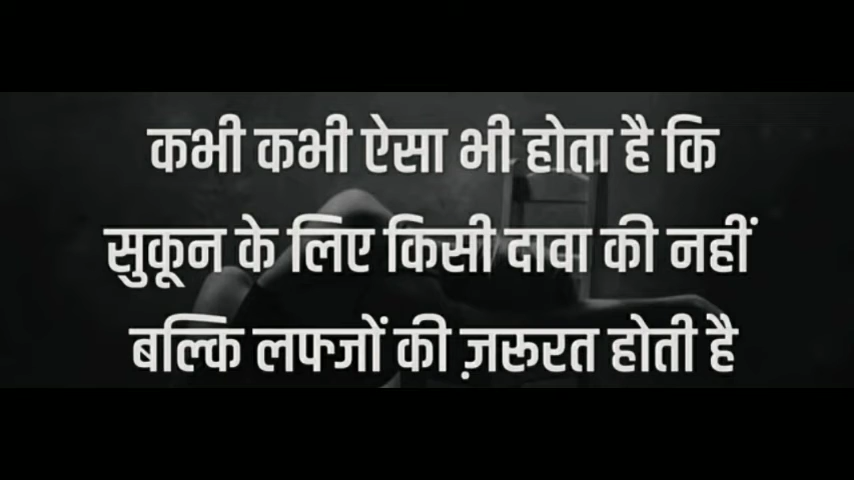 कभी कभी ऐसा भी होता है कि
सुकून के लिए किसी दावा की नहीं
बल्कि लफ्जों की ज़रूरत होती है